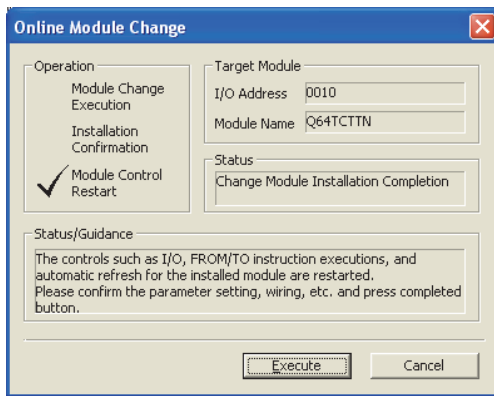 Online Module Change
Operation
Module Change
Execution
Installation
Confirmation
Module Control
Restart
Target Module
I/O Address 0010
Module Name Q64TCTTN
Status
Change Module Installation Completion
Status/Guidance
The controls such as I/O, FROM/TO instruction executions, and
automatic refresh for the installed module are restarted.
Please confirm the parameter setting, wiring, etc. and press completed
button.
Execute Cancel